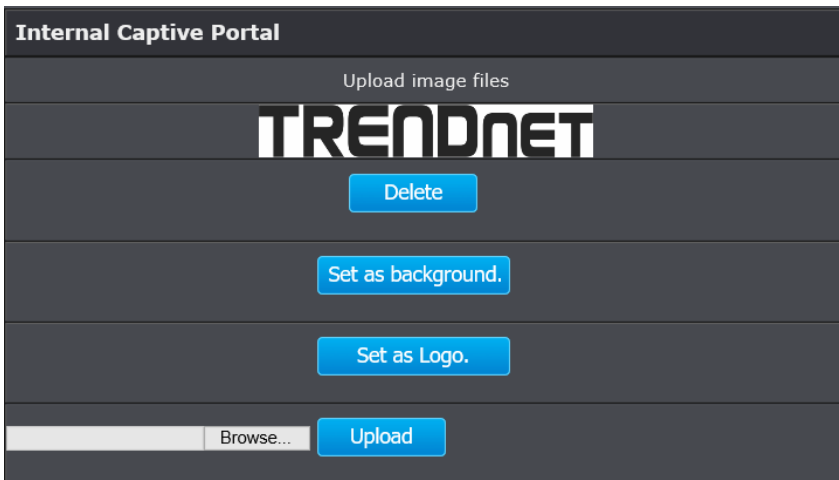 Internal Captive Portal
Upload image files
TRENDNET
Delete
Set as background.
Set as Logo.
Browse... Upload